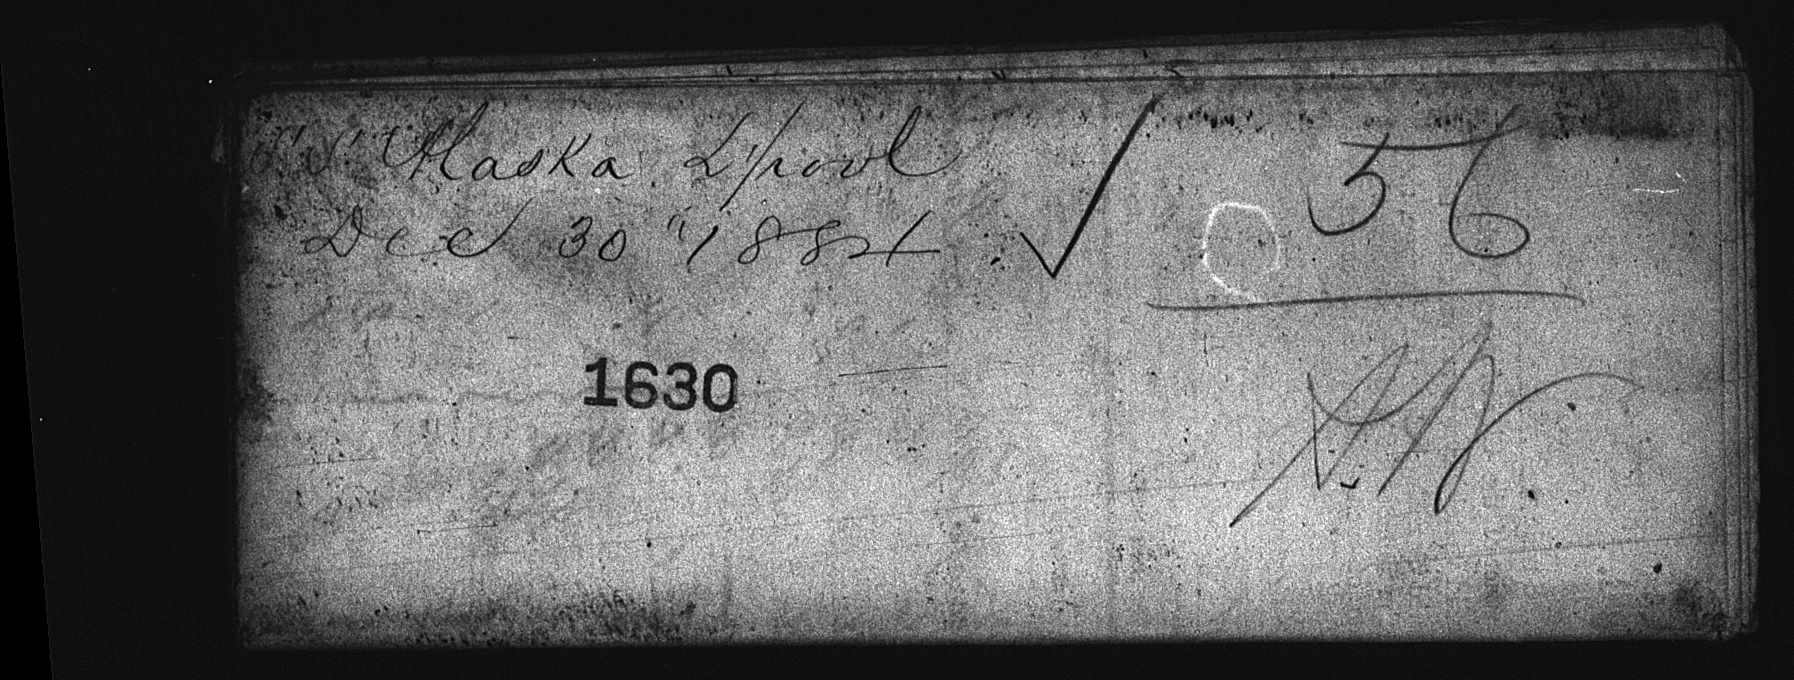 "S" Alaska L'pool
Dec 30" 1884 √
56
1630